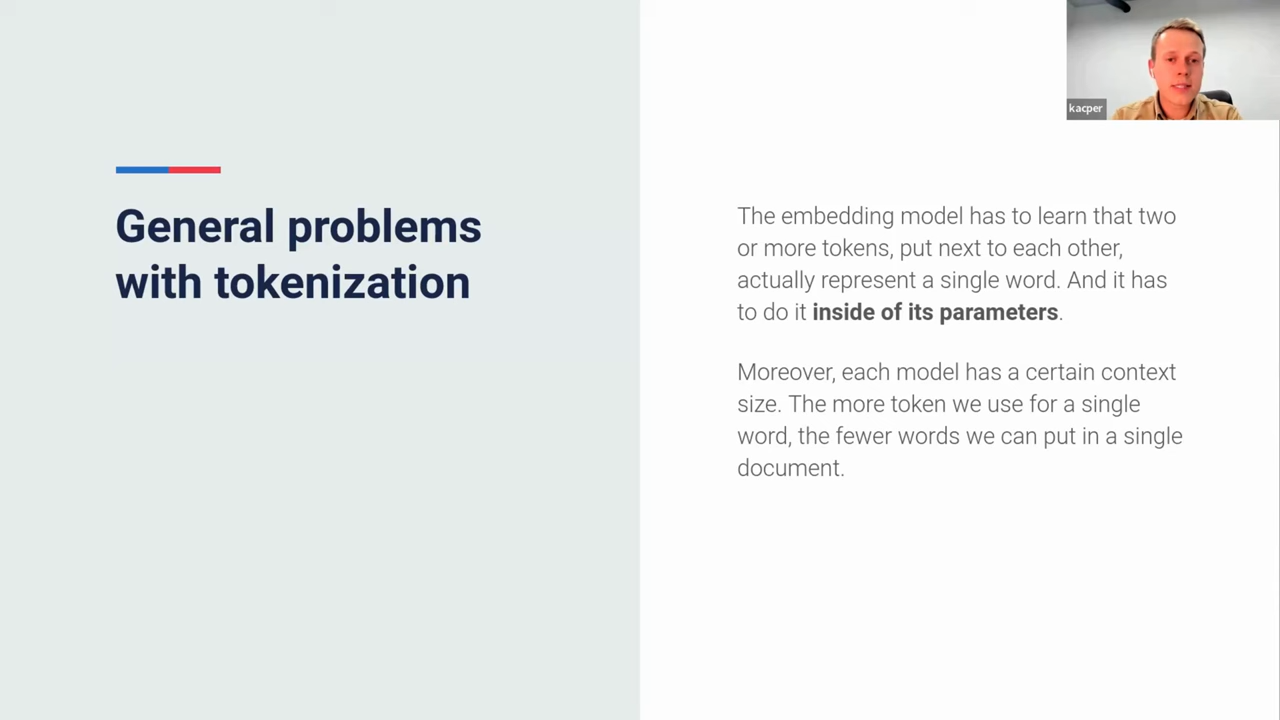 kacper
General problems
with tokenization
The embedding model has to learn that two
or more tokens, put next to each other,
actually represent a single word. And it has
to do it inside of its parameters.
Moreover, each model has a certain context
size. The more token we use for a single
word, the fewer words we can put in a single
document.